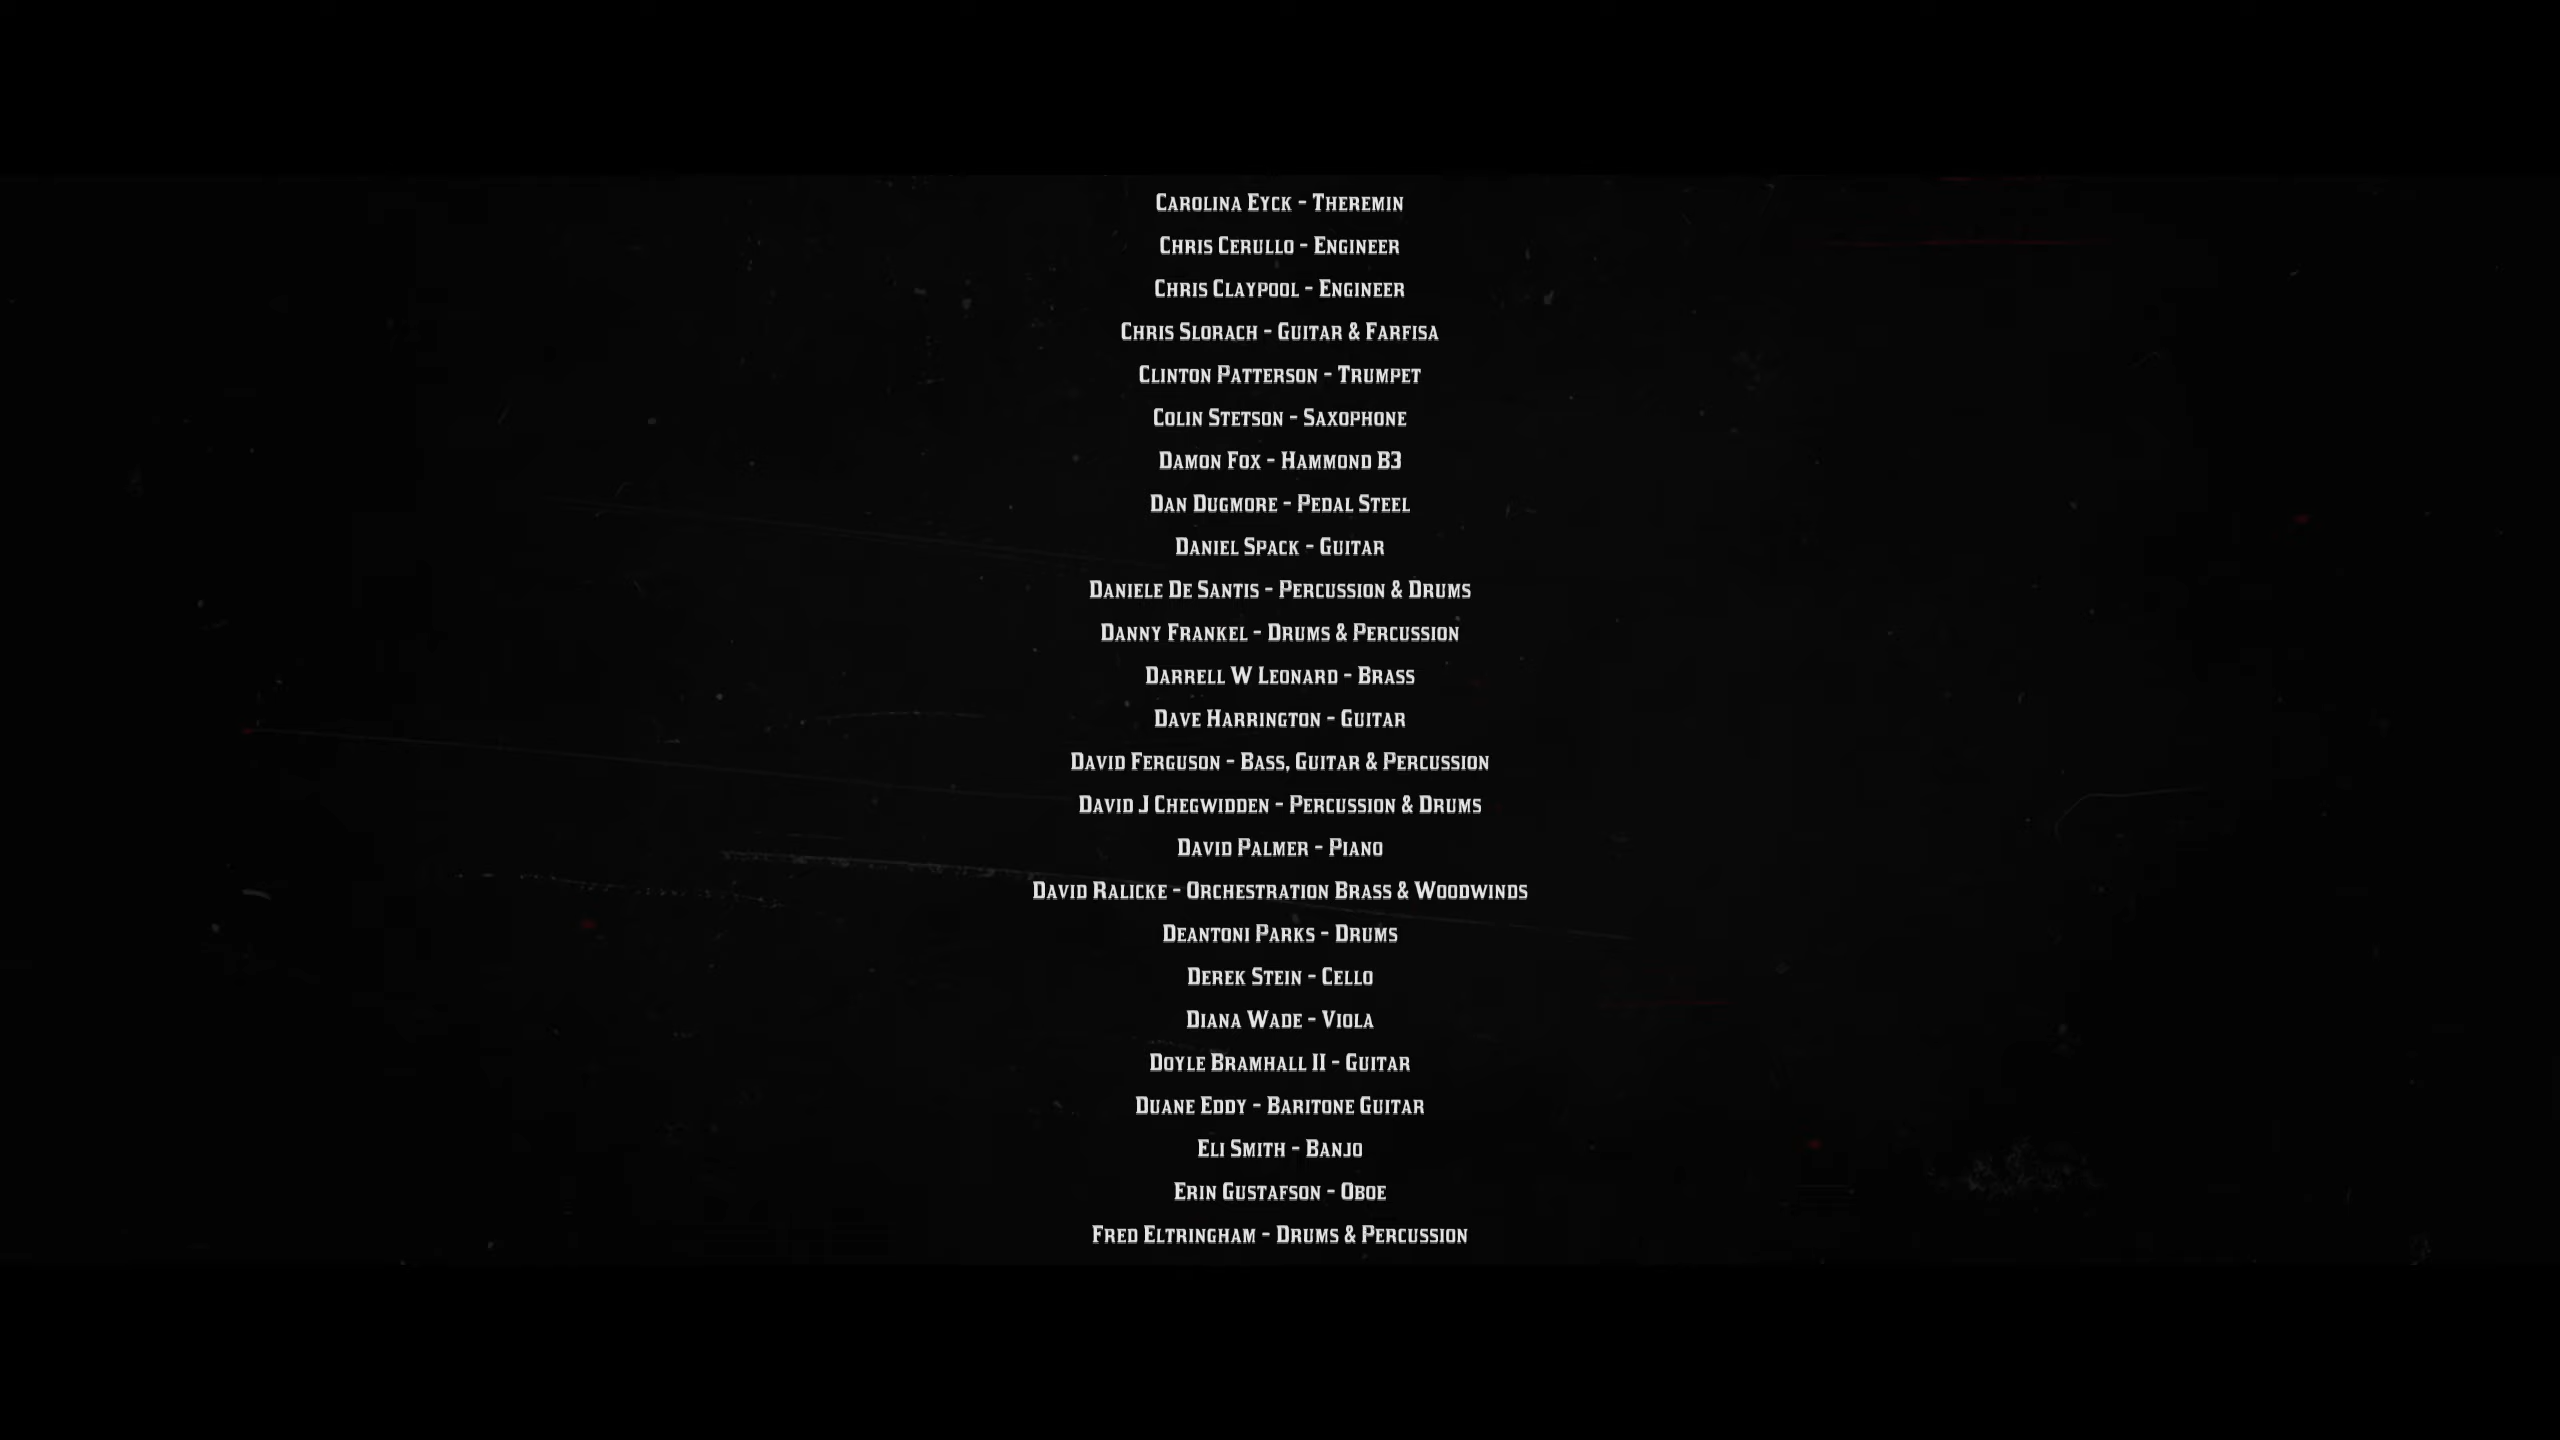 Carolina Eyck - Theremin
Chris Cerullo - Engineer
Chris Claypool - Engineer
Chris Slorach - Guitar & Farfisa
Clinton Patterson - Trumpet
Colin Stetson - Saxophone
Damon Fox - Hammond B3
Dan Dugmore - Pedal Steel
Daniel Spack - Guitar
Daniele De Santis - Percussion & Drums
Danny Frankel - Drums & Percussion
Darrell W Leonard - Brass
Dave Harrington - Guitar
David Ferguson - Bass, Guitar & Percussion
David J Chegwidden - Percussion & Drums
David Palmer - Piano
David Ralicke - Orchestration Brass & Woodwinds
Deantoni Parks - Drums
Derek Stein - Cello
Diana Wade - Viola
Doyle Bramhall II - Guitar
Duane Eddy - Baritone Guitar
Eli Smith - Banjo
Erin Gustafson - Oboe
Fred Eltringham - Drums & Percussion